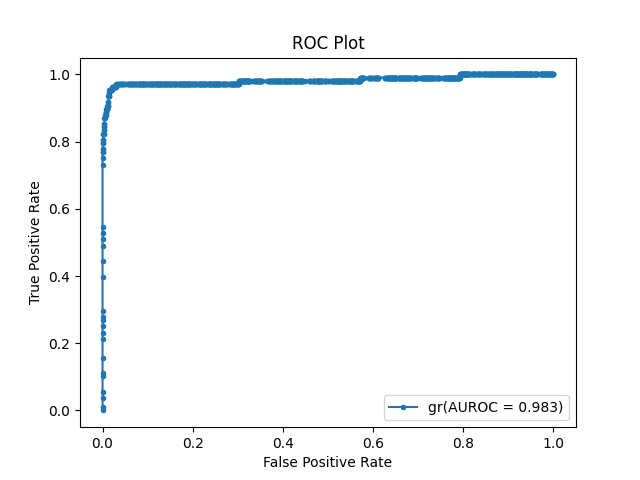 ROC Plot
True Positive Rate
1.0
0.8
0.6
0.4
0.2
0.0
gr(AUROC = 0.983)
0.0 0.2 0.4 0.6 0.8 1.0
False Positive Rate